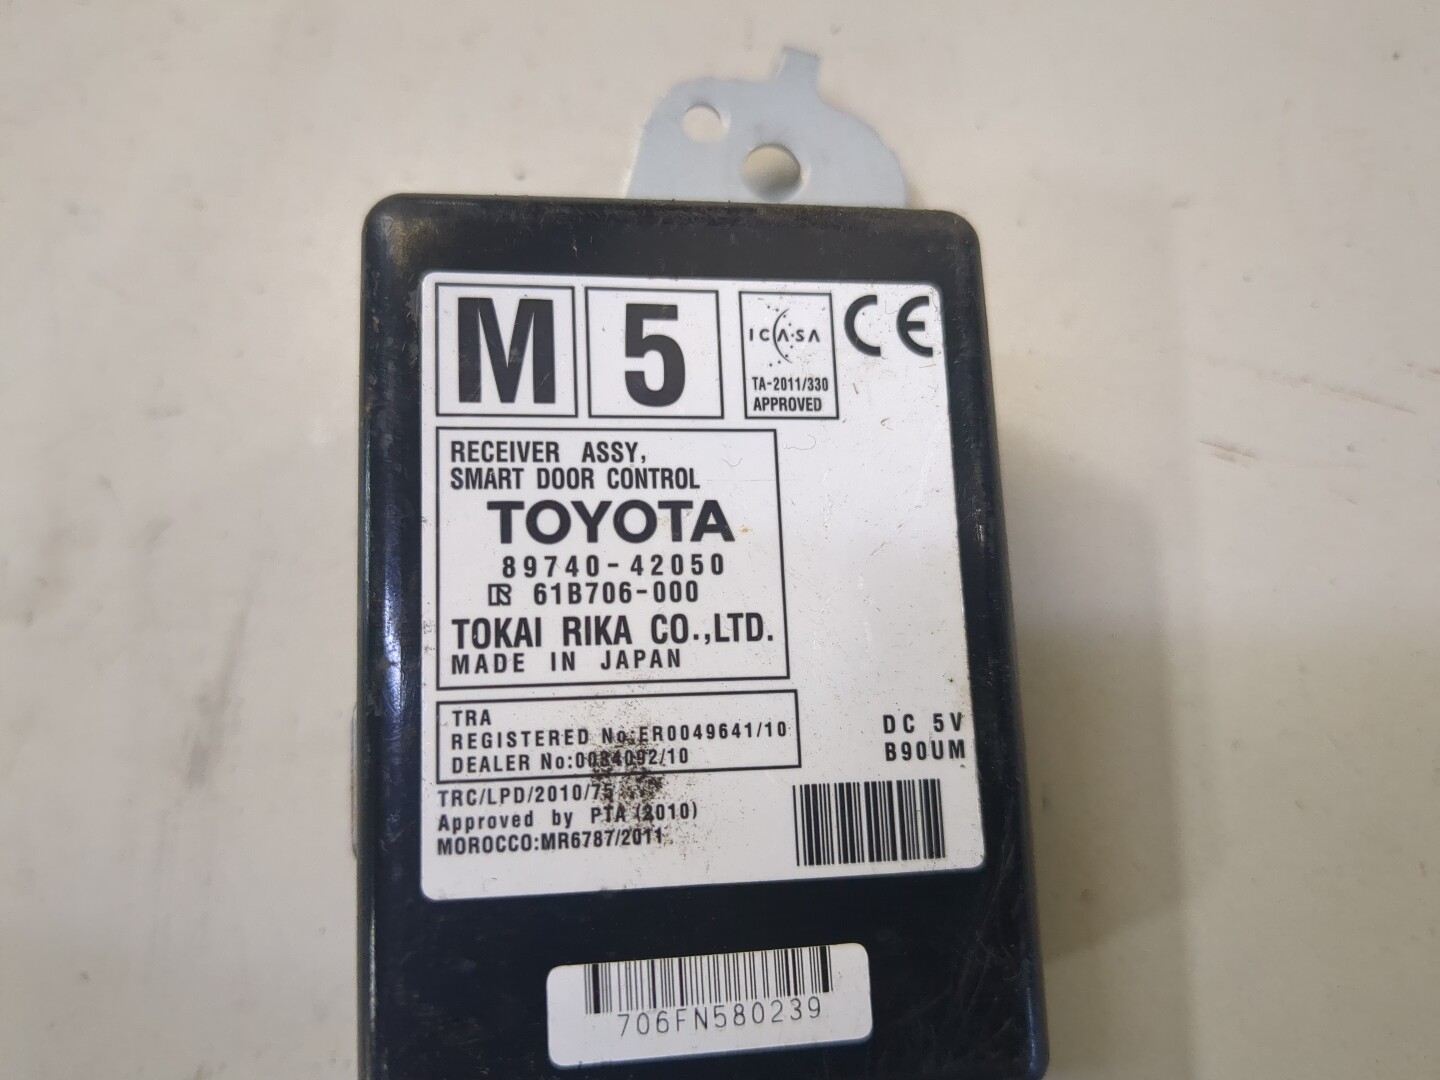 M 5
ICASA
TA-2011/330
APPROVED
CE
RECEIVER ASSY,
SMART DOOR CONTROL
TOYOTA
89740-42050
61B706-000
TOKAI RIKA CO.,LTD.
MADE IN JAPAN
TRA
REGISTERED No:ER0049641/10
DEALER No:0034092/10
DC 5V
B90UM
TRC/LPD/2010/75
Approved by PTA (2010)
MOROCCO:MR6787/2011
706FN580239